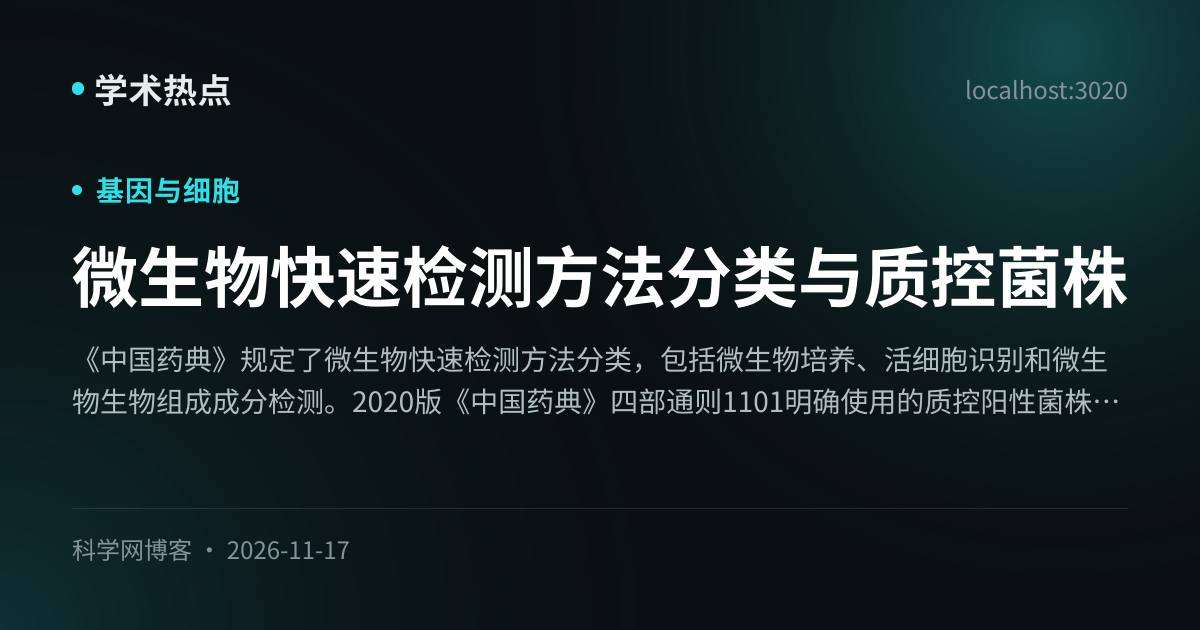 学术热点
localhost:3020
基因与细胞
微生物快速检测方法分类与质控菌株
《中国药典》规定了微生物快速检测方法分类，包括微生物培养、活细胞识别和微生
物生物组成成分检测。2020版《中国药典》四部通则1101明确使用的质控阳性菌株…
科学网博客 · 2026-11-17